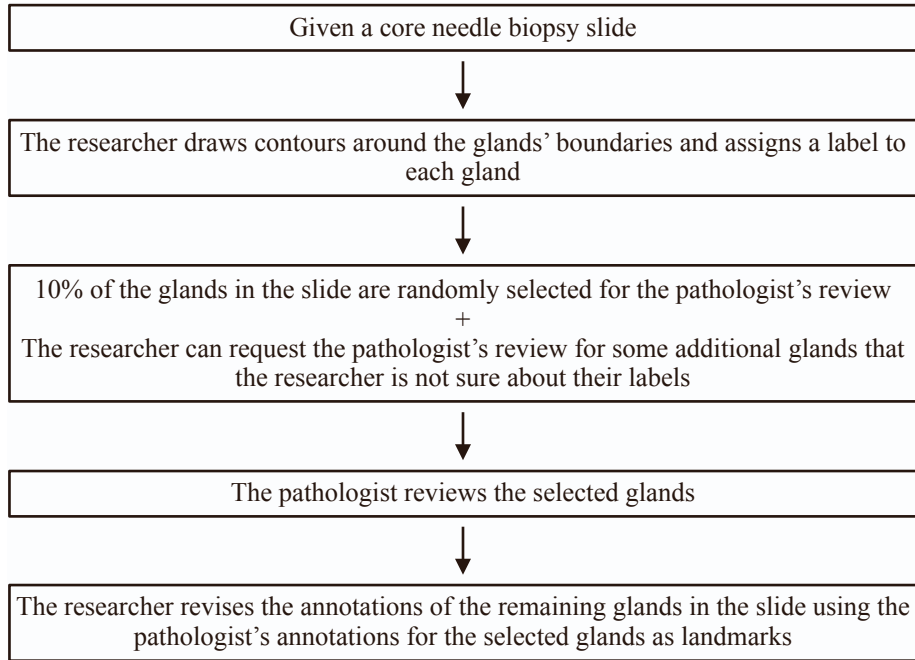 Given a core needle biopsy slide
The researcher draws contours around the glands’ boundaries and assigns a label to
each gland
10% of the glands in the slide are randomly selected for the pathologist’s review
+
The researcher can request the pathologist’s review for some additional glands that
the researcher is not sure about their labels
The pathologist reviews the selected glands
The researcher revises the annotations of the remaining glands in the slide using the
pathologist’s annotations for the selected glands as landmarks